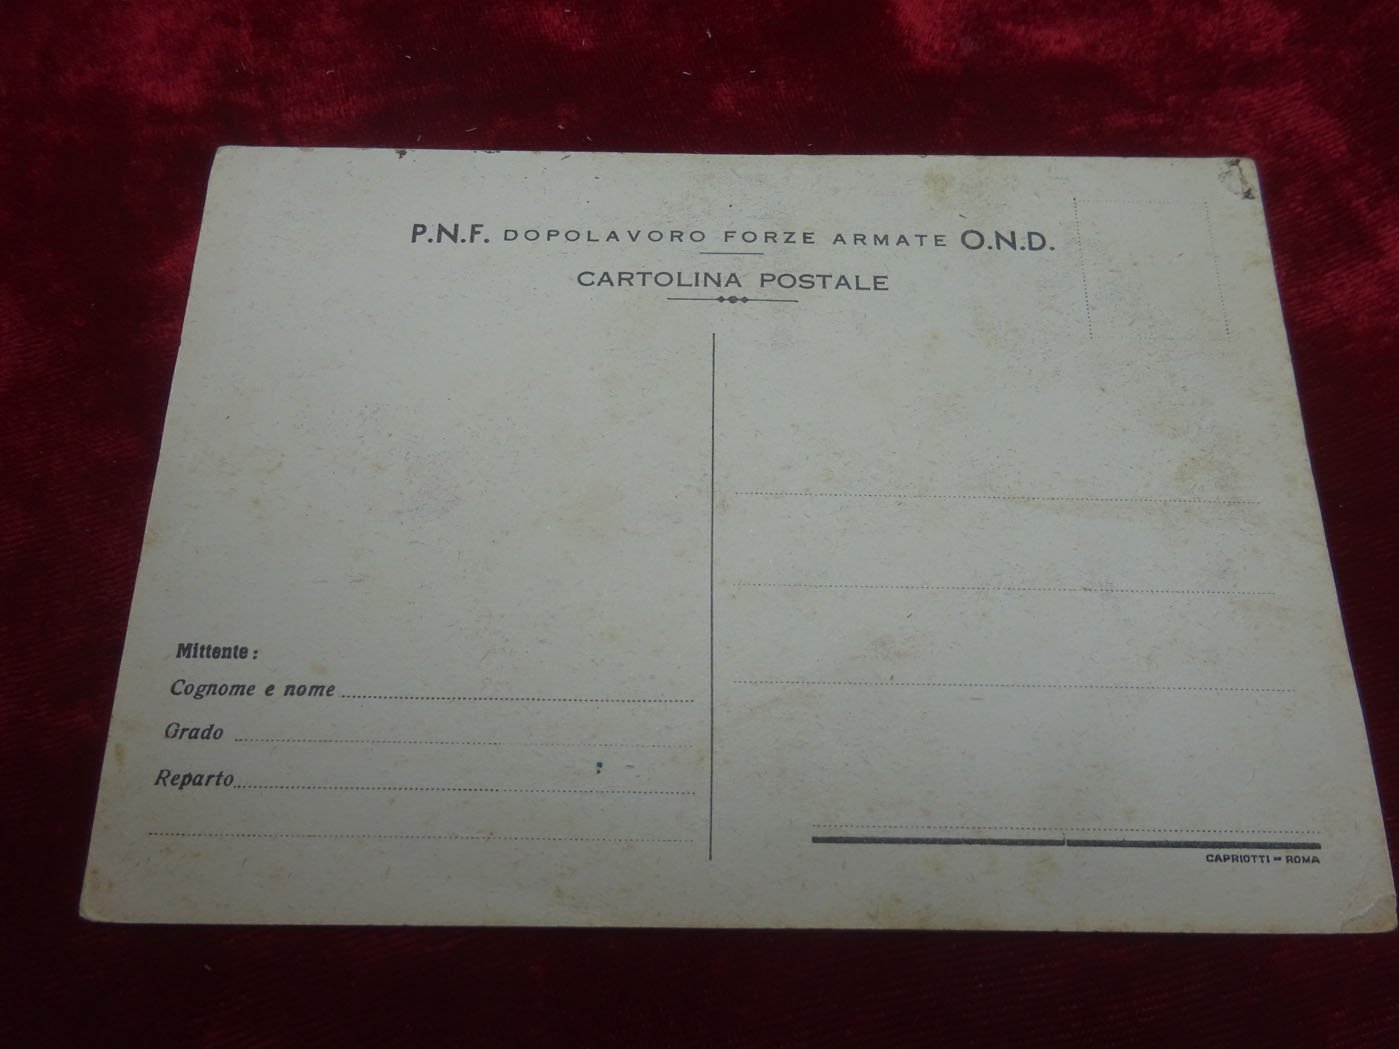 P.N.F. DOPOLAVORO FORZE ARMATE O.N.D.
CARTOLINA POSTALE
Mittente:
Cognome e nome
Grado
Reparto
CAPRIOTTI - ROMA